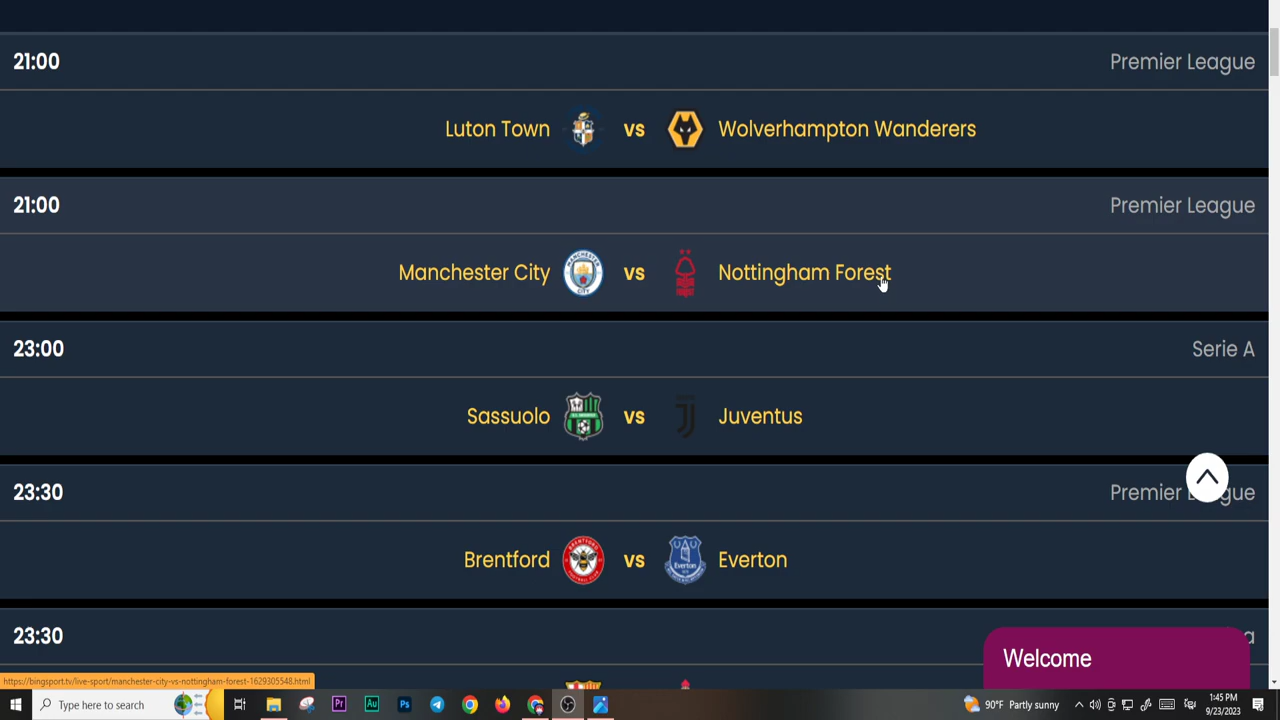 21:00
Premier League
Luton Town vs Wolverhampton Wanderers
21:00
Premier League
Manchester City vs Nottingham Forest
23:00
Serie A
Sassuolo vs Juventus
23:30
Brentford vs Everton
23:30
Welcome
https://bingsport.tv/live-sport/manchester-city-vs-nottingham-forest-1629305548.html
Type here to search
Pr
Au
Ps
90°F Partly sunny
1:45 PM
9/23/2023